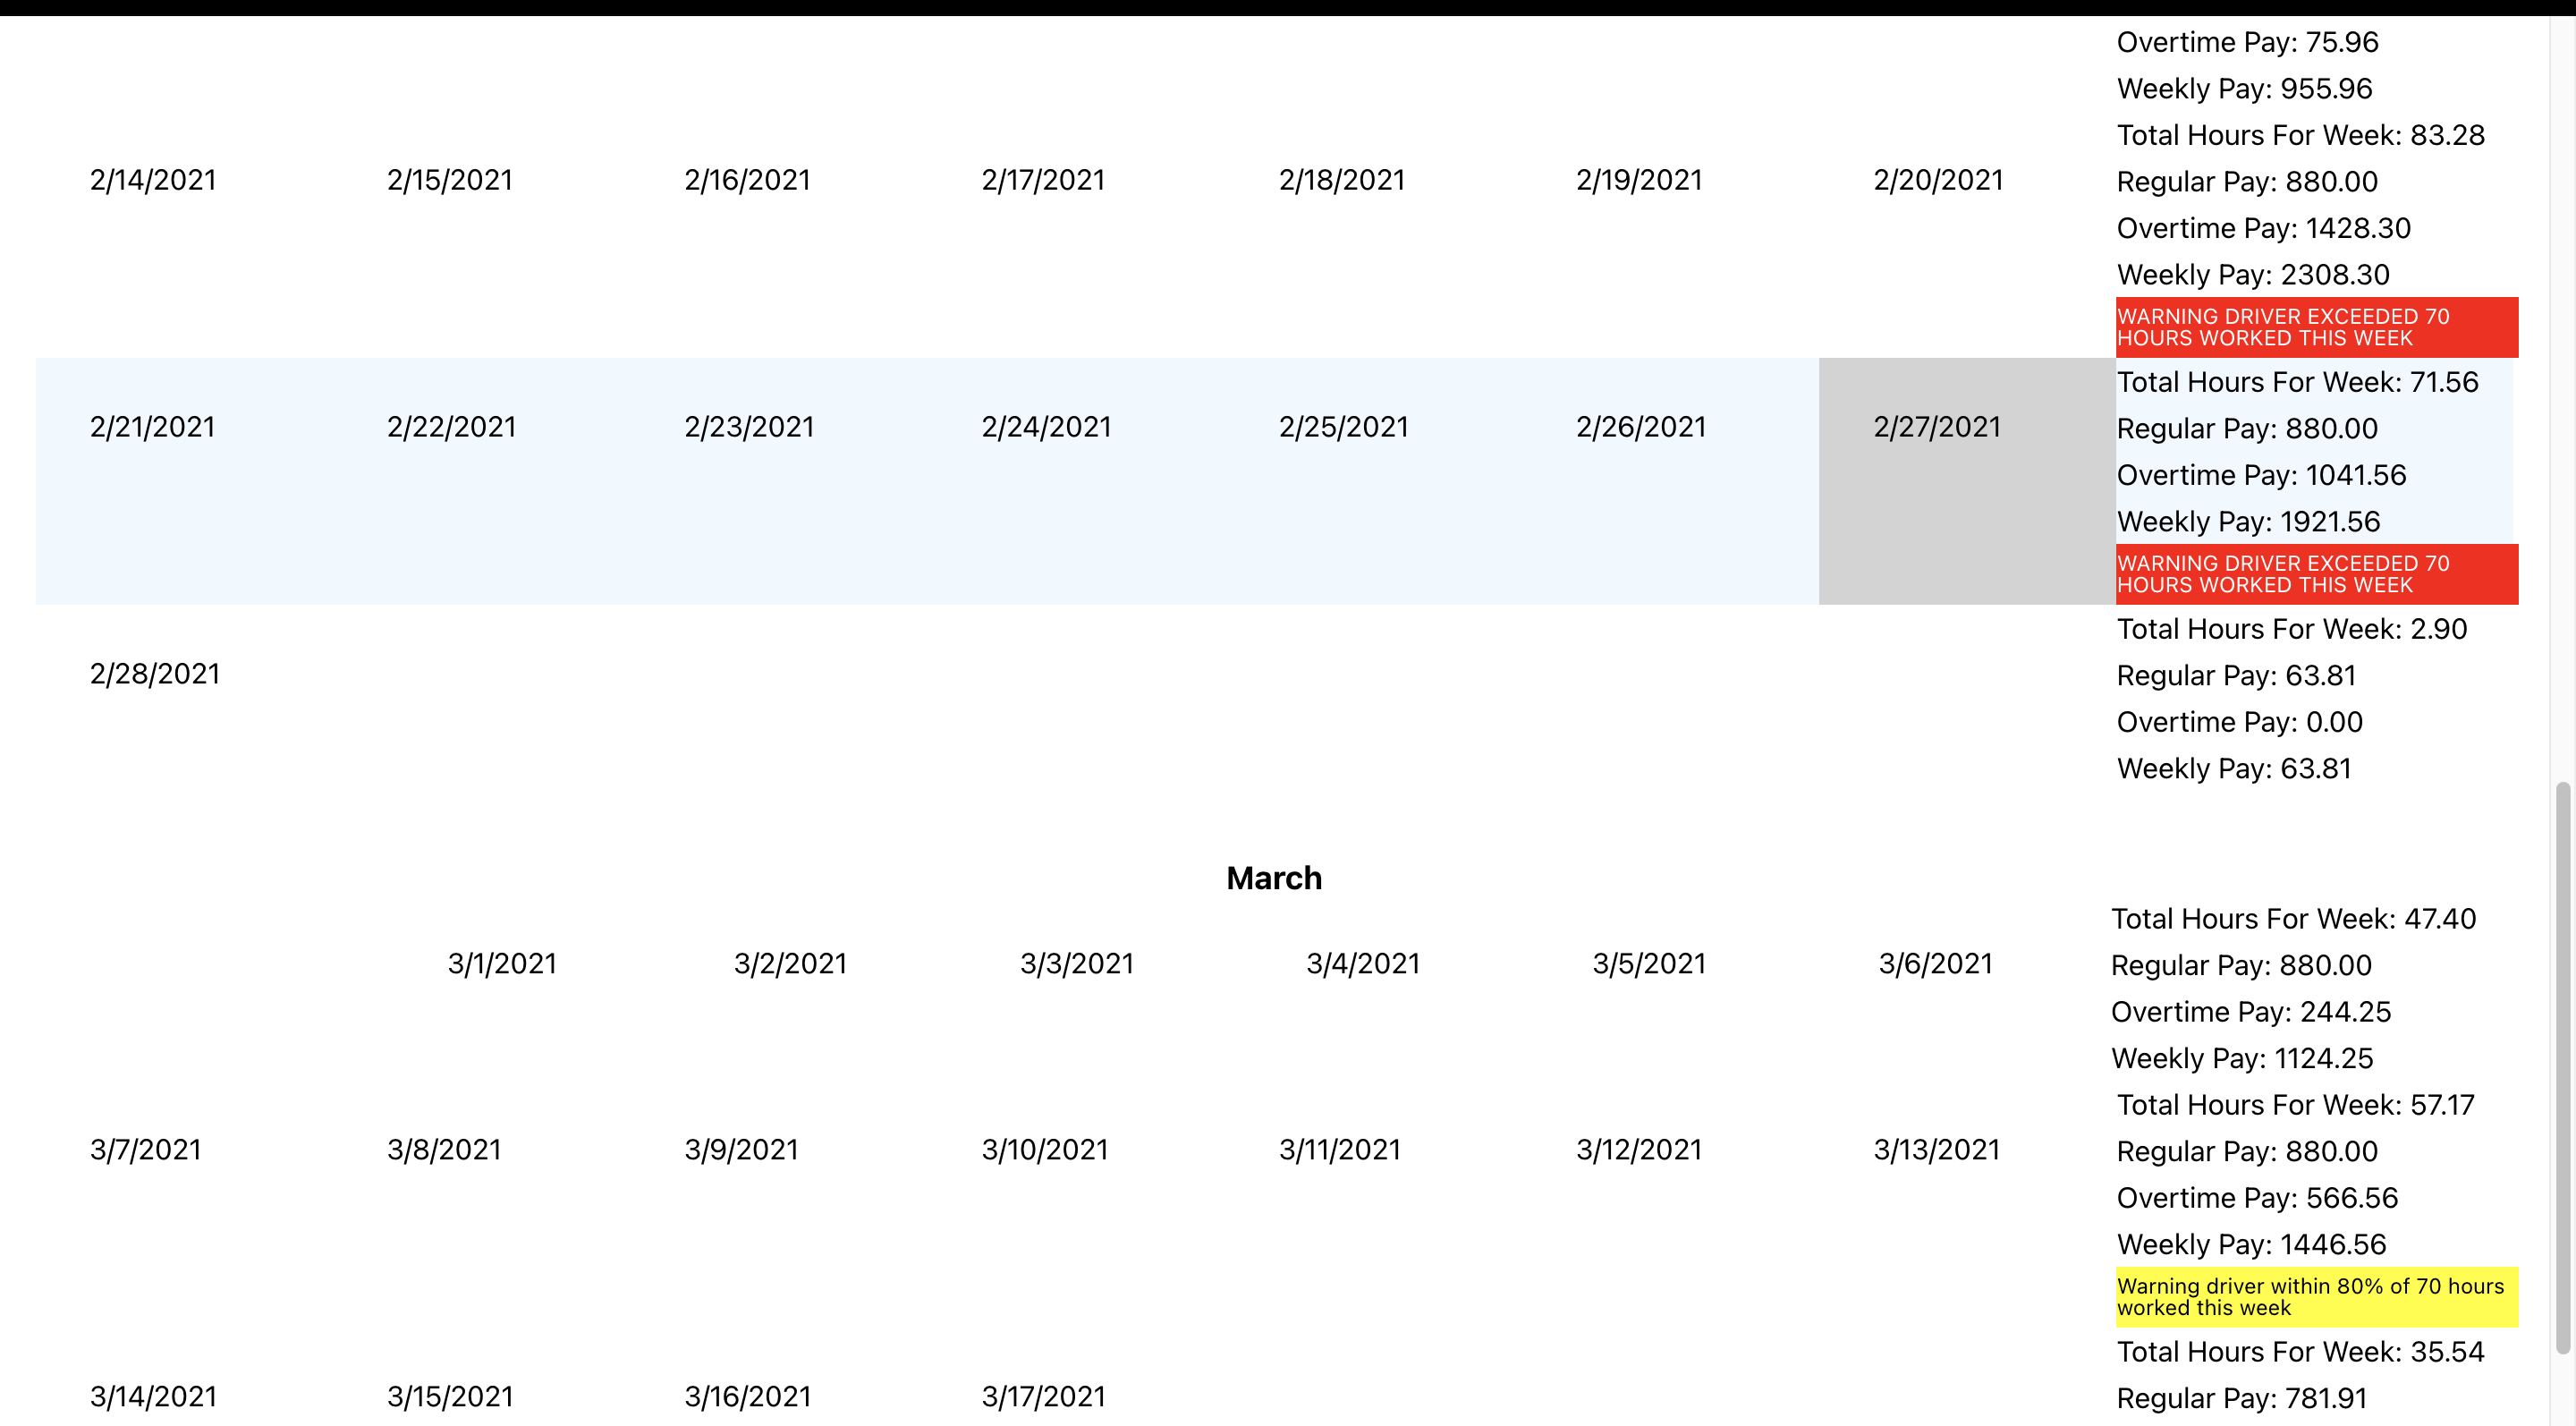 Overtime Pay: 75.96
Weekly Pay: 955.96
2/14/2021 2/15/2021 2/16/2021 2/17/2021 2/18/2021 2/19/2021 2/20/2021
Total Hours For Week: 83.28
Regular Pay: 880.00
Overtime Pay: 1428.30
Weekly Pay: 2308.30
WARNING DRIVER EXCEEDED 70
HOURS WORKED THIS WEEK
2/21/2021 2/22/2021 2/23/2021 2/24/2021 2/25/2021 2/26/2021 2/27/2021
Total Hours For Week: 71.56
Regular Pay: 880.00
Overtime Pay: 1041.56
Weekly Pay: 1921.56
WARNING DRIVER EXCEEDED 70
HOURS WORKED THIS WEEK
2/28/2021
Total Hours For Week: 2.90
Regular Pay: 63.81
Overtime Pay: 0.00
Weekly Pay: 63.81
March
3/1/2021 3/2/2021 3/3/2021 3/4/2021 3/5/2021 3/6/2021
Total Hours For Week: 47.40
Regular Pay: 880.00
Overtime Pay: 244.25
Weekly Pay: 1124.25
3/7/2021 3/8/2021 3/9/2021 3/10/2021 3/11/2021 3/12/2021 3/13/2021
Total Hours For Week: 57.17
Regular Pay: 880.00
Overtime Pay: 566.56
Weekly Pay: 1446.56
Warning driver within 80% of 70 hours
worked this week
3/14/2021 3/15/2021 3/16/2021 3/17/2021
Total Hours For Week: 35.54
Regular Pay: 781.91